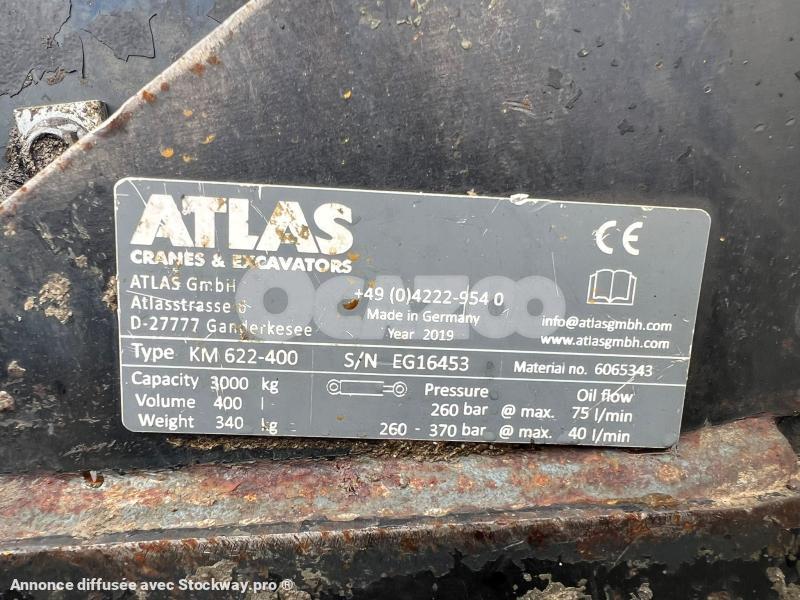 ATLAS
CRANES & EXCAVATORS
ATLAS GmbH
Atlasstrasse 6
D-27777 Ganderkesee
+49 (0)4222-954 0
Made in Germany
Year 2019
CE
info@atlasgmbh.com
www.atlasgmbh.com
Type KM 622-400 S/N EG16453 Material no. 6065343
Capacity 3000 kg
Volume 400 l
Weight 340 kg
Pressure Oil flow
260 bar @ max. 75 l/min
260 - 370 bar @ max. 40 l/min
OCAZOO
Annonce diffusée avec Stockway.pro ®